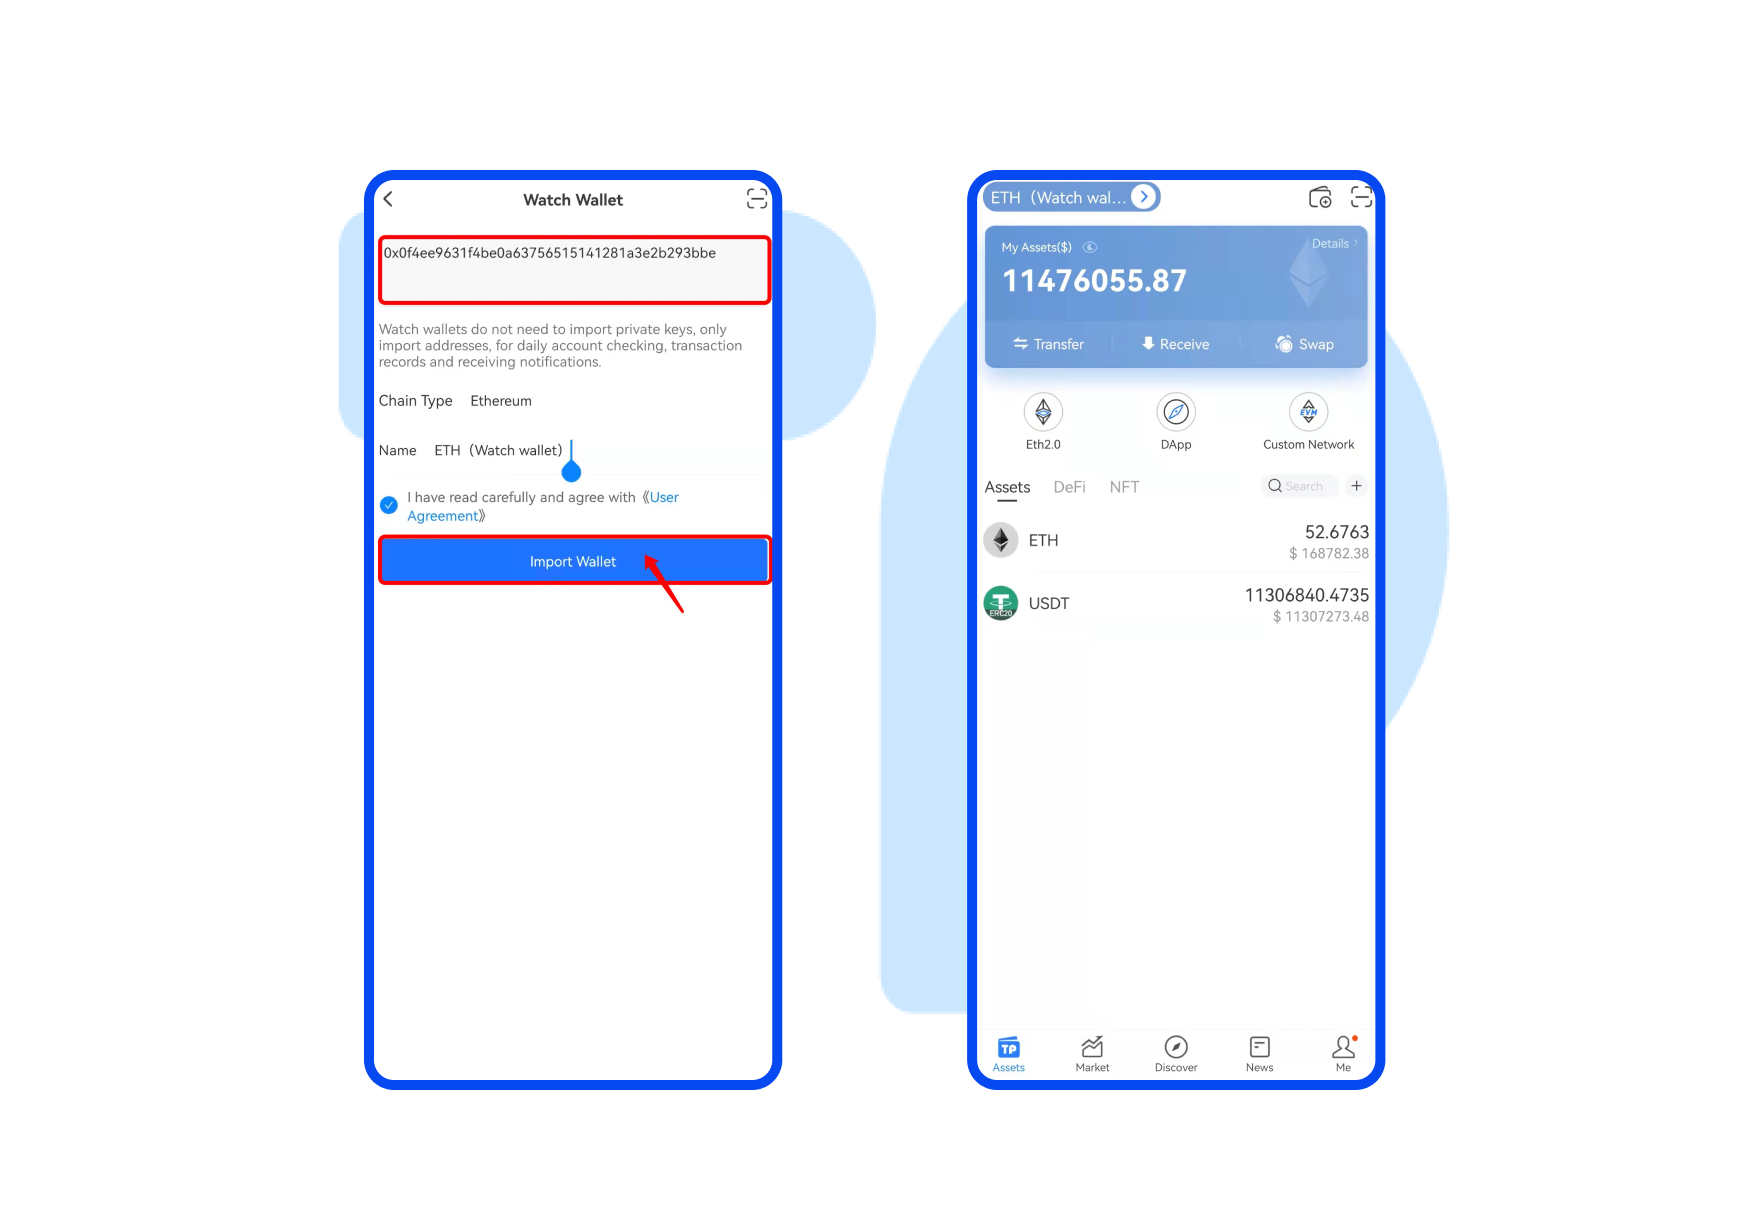 Watch Wallet
0x0f4ee9631f4be0a63756515141281a3e2b293bbe
Watch wallets do not need to import private keys, only
import addresses, for daily account checking, transaction
records and receiving notifications.
Chain Type Ethereum
Name ETH（Watch wallet）
I have read carefully and agree with《User
Agreement》
Import Wallet
ETH（Watch wal...
My Assets($)
Details
11476055.87
Transfer
Receive
Swap
EVM
Eth2.0
DApp
Custom Network
Assets DeFi NFT
Search
ETH
52.6763
$ 168782.38
ERC20
USDT
11306840.4735
$ 11307273.48
TP
Assets
Market
Discover
News
Me